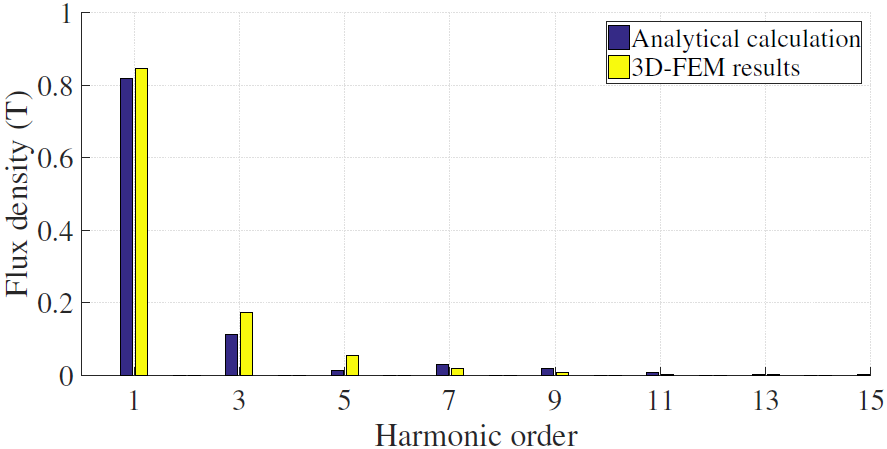 1
0.8
0.6
0.4
0.2
0
Flux density (T)
Analytical calculation
3D-FEM results
1 3 5 7 9 11 13 15
Harmonic order